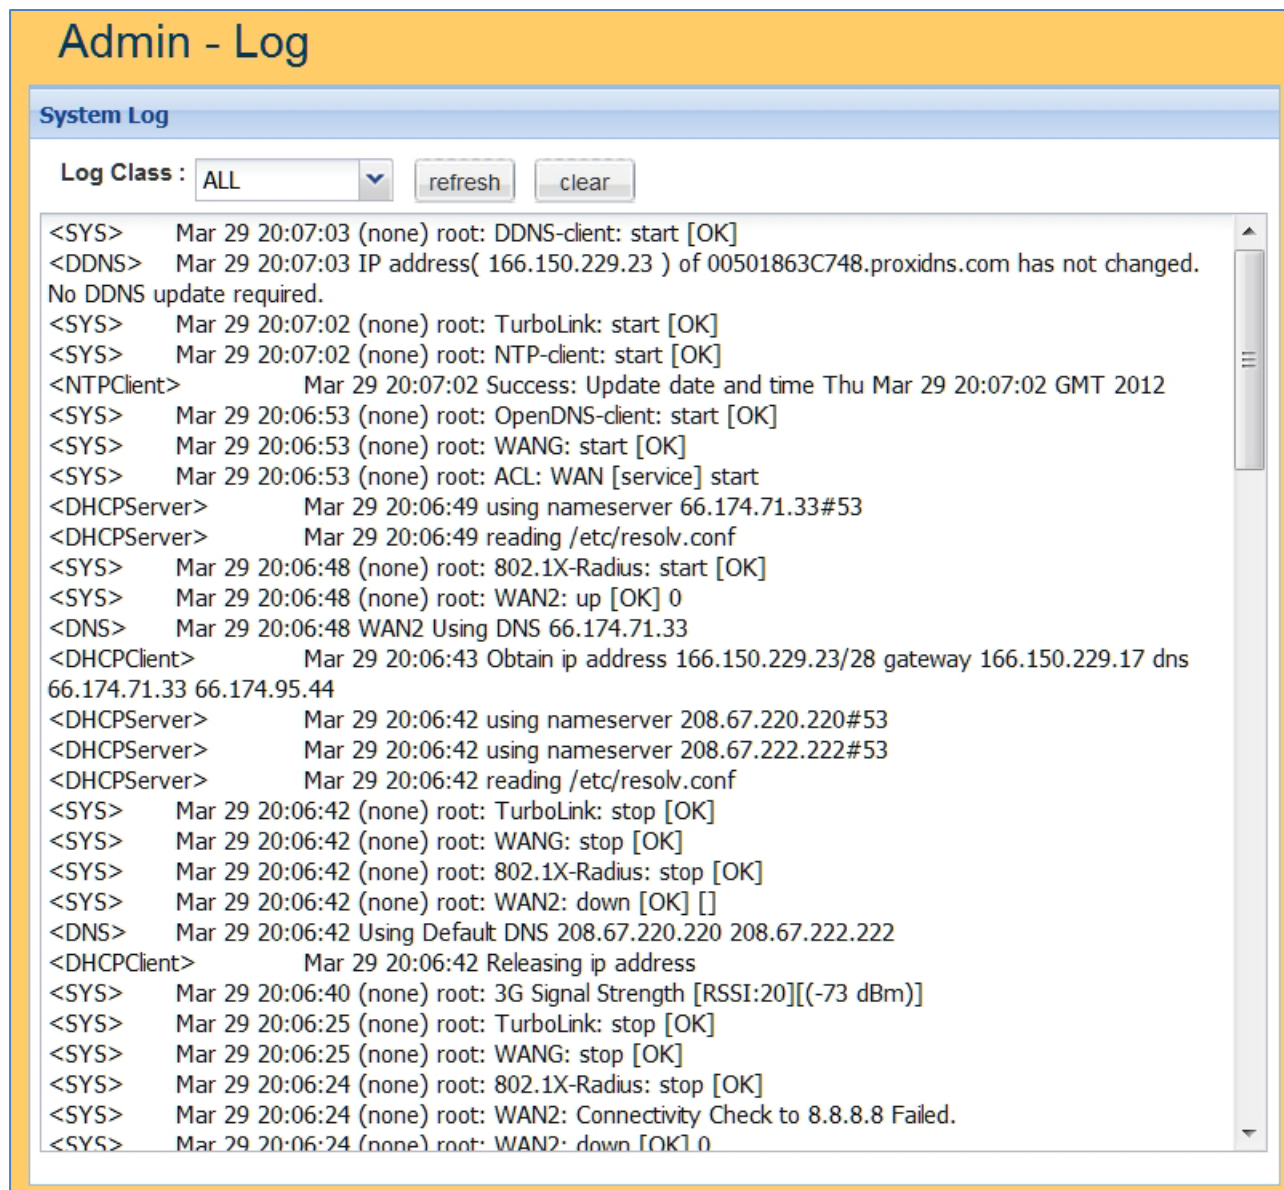 Admin - Log
System Log
Log Class : ALL refresh clear
<SYS> Mar 29 20:07:03 (none) root: DDNS-client: start [OK]
<DDNS> Mar 29 20:07:03 IP address( 166.150.229.23 ) of 00501863C748.proxidns.com has not changed.
No DDNS update required.
<SYS> Mar 29 20:07:02 (none) root: TurboLink: start [OK]
<SYS> Mar 29 20:07:02 (none) root: NTP-client: start [OK]
<NTPClient> Mar 29 20:07:02 Success: Update date and time Thu Mar 29 20:07:02 GMT 2012
<SYS> Mar 29 20:06:53 (none) root: OpenDNS-client: start [OK]
<SYS> Mar 29 20:06:53 (none) root: WANG: start [OK]
<SYS> Mar 29 20:06:53 (none) root: ACL: WAN [service] start
<DHCPServer> Mar 29 20:06:49 using nameserver 66.174.71.33#53
<DHCPServer> Mar 29 20:06:49 reading /etc/resolv.conf
<SYS> Mar 29 20:06:48 (none) root: 802.1X-Radius: start [OK]
<SYS> Mar 29 20:06:48 (none) root: WAN2: up [OK] 0
<DNS> Mar 29 20:06:48 WAN2 Using DNS 66.174.71.33
<DHCPClient> Mar 29 20:06:43 Obtain ip address 166.150.229.23/28 gateway 166.150.229.17 dns
66.174.71.33 66.174.95.44
<DHCPServer> Mar 29 20:06:42 using nameserver 208.67.220.220#53
<DHCPServer> Mar 29 20:06:42 using nameserver 208.67.222.222#53
<DHCPServer> Mar 29 20:06:42 reading /etc/resolv.conf
<SYS> Mar 29 20:06:42 (none) root: TurboLink: stop [OK]
<SYS> Mar 29 20:06:42 (none) root: WANG: stop [OK]
<SYS> Mar 29 20:06:42 (none) root: 802.1X-Radius: stop [OK]
<SYS> Mar 29 20:06:42 (none) root: WAN2: down [OK] []
<DNS> Mar 29 20:06:42 Using Default DNS 208.67.220.220 208.67.222.222
<DHCPClient> Mar 29 20:06:42 Releasing ip address
<SYS> Mar 29 20:06:40 (none) root: 3G Signal Strength [RSSI:20][(-73 dBm)]
<SYS> Mar 29 20:06:25 (none) root: TurboLink: stop [OK]
<SYS> Mar 29 20:06:25 (none) root: WANG: stop [OK]
<SYS> Mar 29 20:06:24 (none) root: 802.1X-Radius: stop [OK]
<SYS> Mar 29 20:06:24 (none) root: WAN2: Connectivity Check to 8.8.8.8 Failed.
<SYS> Mar 29 20:06:24 (none) root: WAN2: down [OK] 0